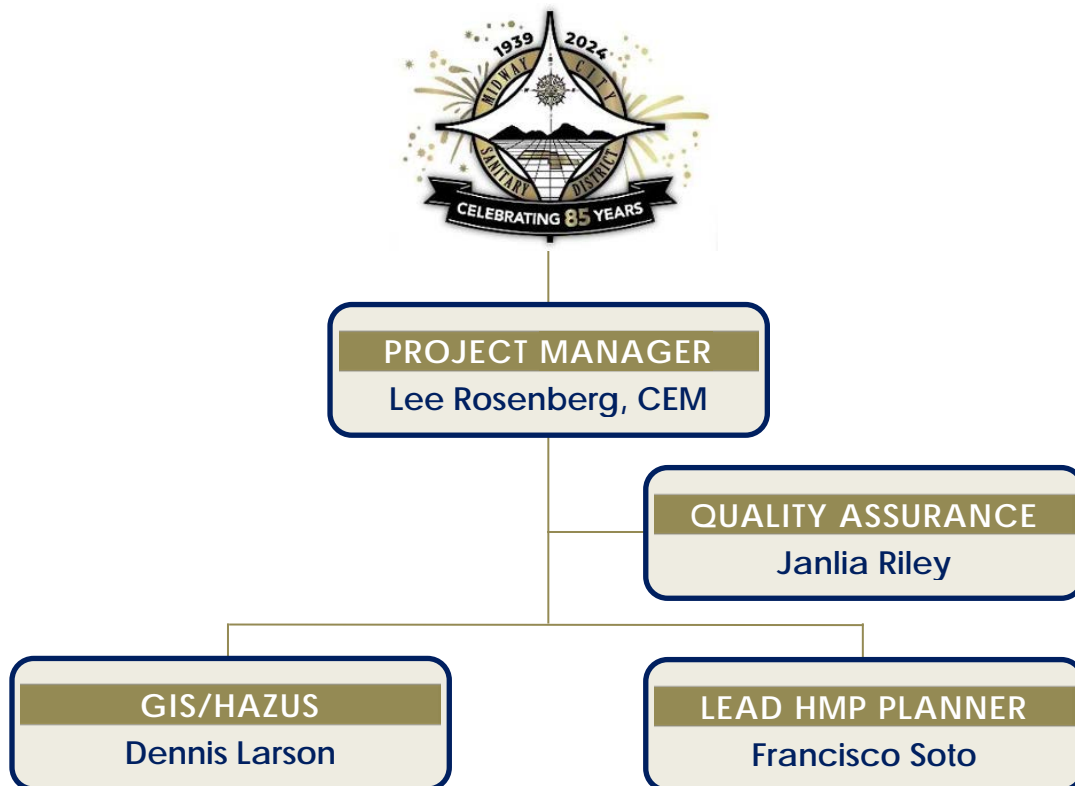 1939 2024
MIDWAY CITY
SANITARY DISTRICT
CELEBRATING 85 YEARS
PROJECT MANAGER
Lee Rosenberg, CEM
QUALITY ASSURANCE
Janlia Riley
GIS/HAZUS
Dennis Larson
LEAD HMP PLANNER
Francisco Soto